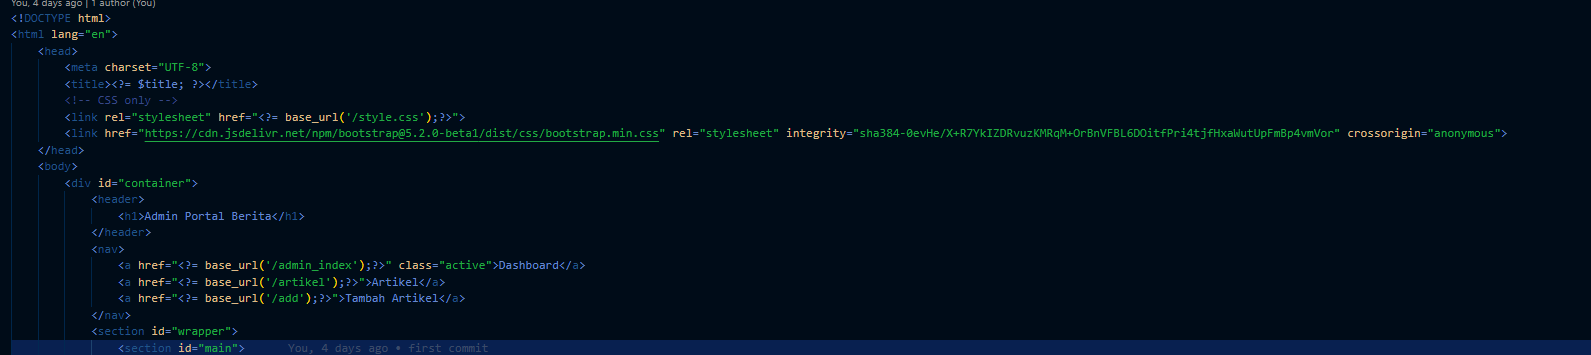 You, 4 days ago | 1 author (You)
<!DOCTYPE html>
<html lang="en">
<head>
<meta charset="UTF-8">
<title><?= $title; ?></title>
<!-- CSS only -->
<link rel="stylesheet" href="<?= base_url('/style.css');?>">
<link href="https://cdn.jsdelivr.net/npm/bootstrap@5.2.0-beta1/dist/css/bootstrap.min.css" rel="stylesheet" integrity="sha384-0evHe/X+R7YkIZDRvuzKMRqM+OrBnVFBL6DOitfPri4tjfHxaWutUpFmBp4vmVor" crossorigin="anonymous">
</head>
<body>
<div id="container">
<header>
<h1>Admin Portal Berita</h1>
</header>
<nav>
<a href="<?= base_url('/admin_index');?>" class="active">Dashboard</a>
<a href="<?= base_url('/artikel');?>">Artikel</a>
<a href="<?= base_url('/add');?>">Tambah Artikel</a>
</nav>
<section id="wrapper">
<section id="main"> You, 4 days ago • first commit